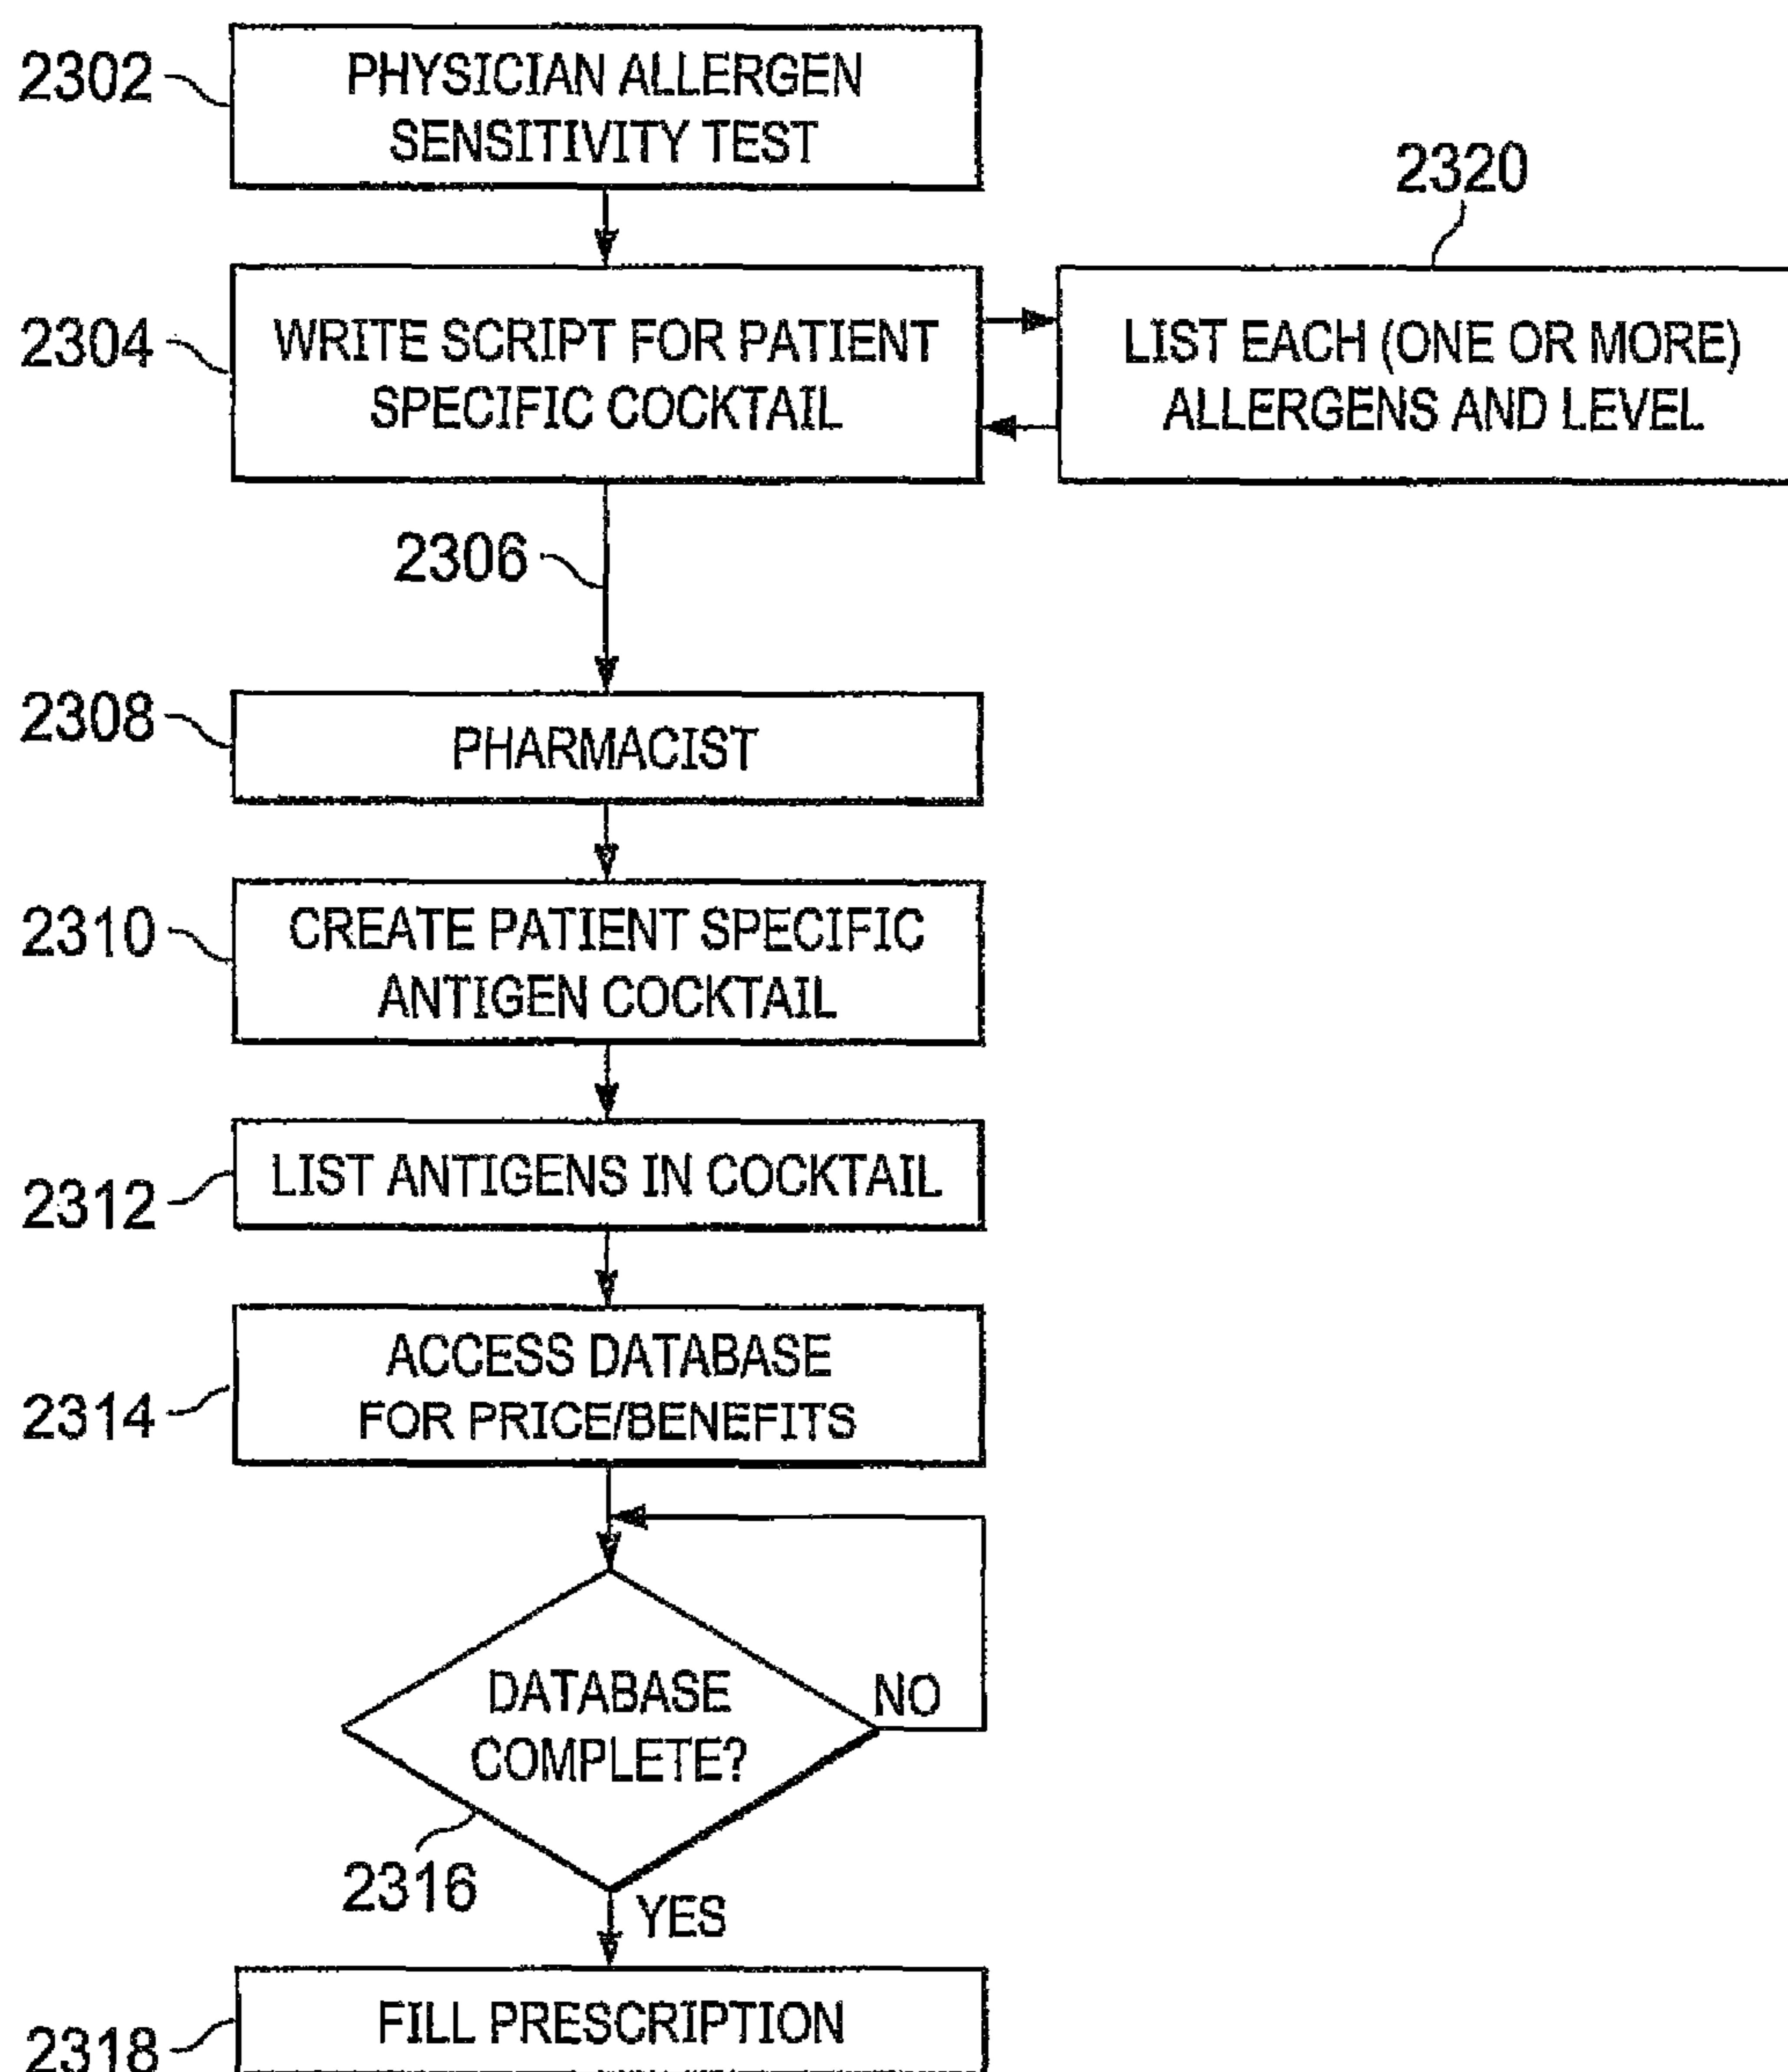 2302
PHYSICIAN ALLERGEN
SENSITIVITY TEST
2320
2304
WRITE SCRIPT FOR PATIENT
SPECIFIC COCKTAIL
LIST EACH (ONE OR MORE)
ALLERGENS AND LEVEL
2306
2308
PHARMACIST
2310
CREATE PATIENT SPECIFIC
ANTIGEN COCKTAIL
2312
LIST ANTIGENS IN COCKTAIL
2314
ACCESS DATABASE
FOR PRICE/BENEFITS
DATABASE
COMPLETE?
NO
2316
YES
2318
FILL PRESCRIPTION